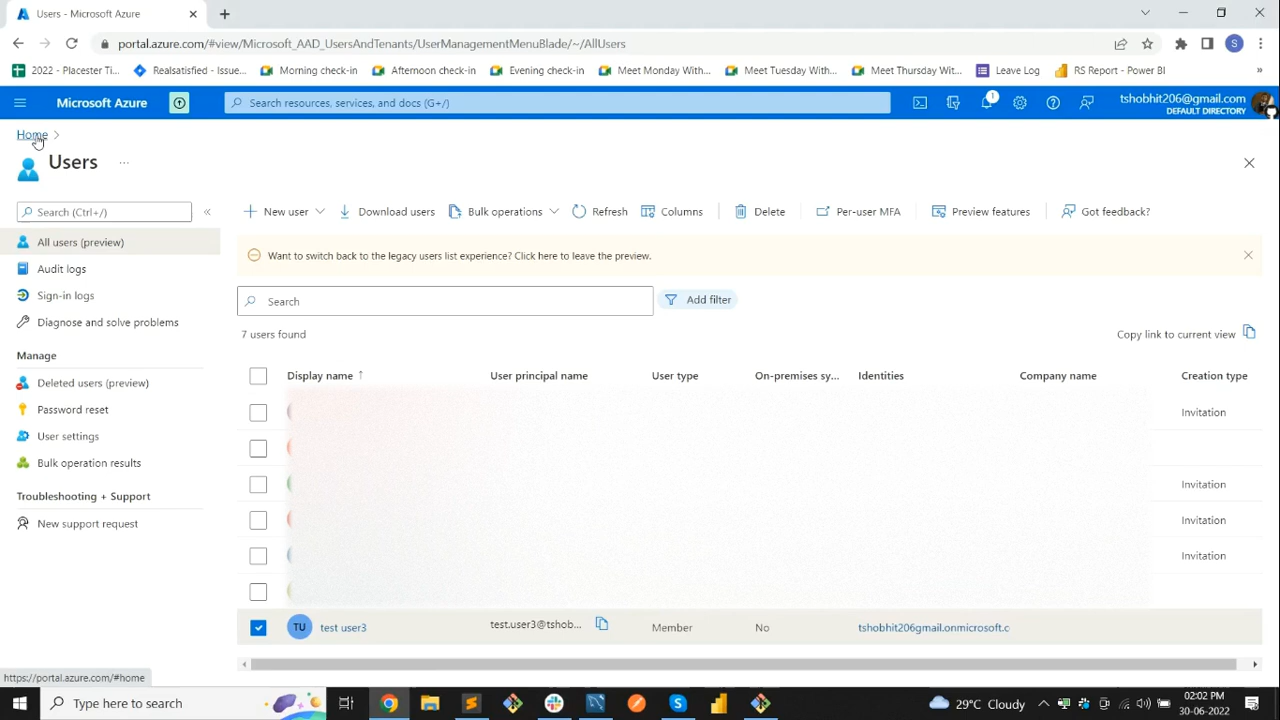 Users - Microsoft Azure
portal.azure.com/#view/Microsoft_AAD_UsersAndTenants/UserManagementMenuBlade/~/AllUsers
S
2022 - Placester Ti... Realsatisfied - Issue... Morning check-in Afternoon check-in Evening check-in Meet Monday With... Meet Tuesday With... Meet Thursday Wit... Leave Log RS Report - Power BI »
Microsoft Azure
Search resources, services, and docs (G+/)
1
tshobhit206@gmail.com
DEFAULT DIRECTORY
Home >
Users ...
Search (Ctrl+/) «
All users (preview)
Audit logs
Sign-in logs
Diagnose and solve problems
Manage
Deleted users (preview)
Password reset
User settings
Bulk operation results
Troubleshooting + Support
New support request
New user Download users Bulk operations Refresh Columns Delete Per-user MFA Preview features Got feedback?
Want to switch back to the legacy users list experience? Click here to leave the preview.
Search
Add filter
7 users found
Copy link to current view
Display name ↑ User principal name User type On-premises sy... Identities Company name Creation type
Invitation
Invitation
Invitation
Invitation
TU test user3 test.user3@tshob... Member No tshobhit206gmail.onmicrosoft.c
https://portal.azure.com/#home
Type here to search
29°C Cloudy
02:02 PM
30-06-2022